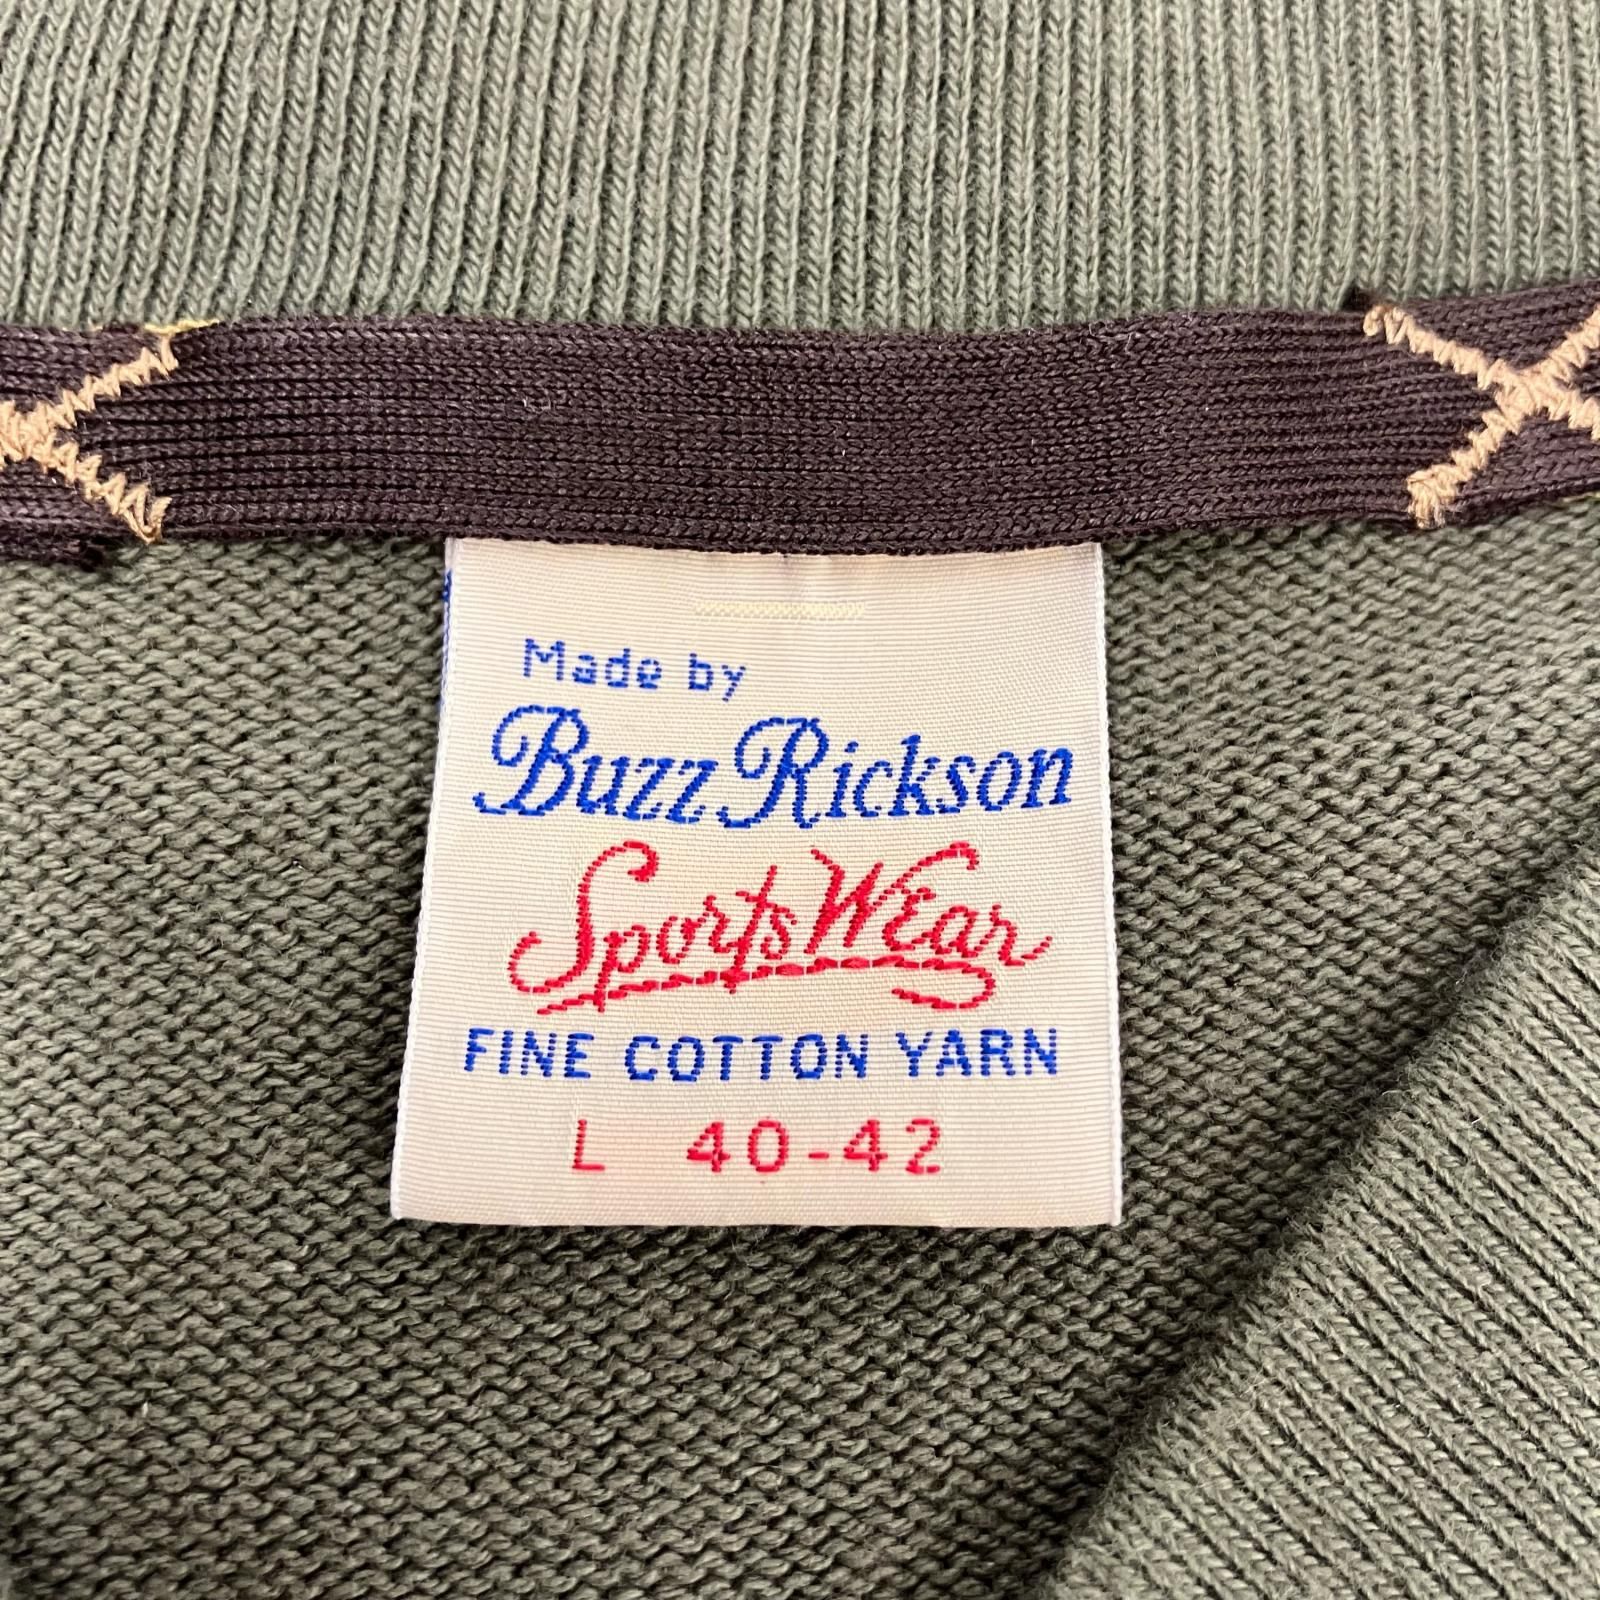 Made by
Buzz Rickson
SportsWear
FINE COTTON YARN
L 40-42